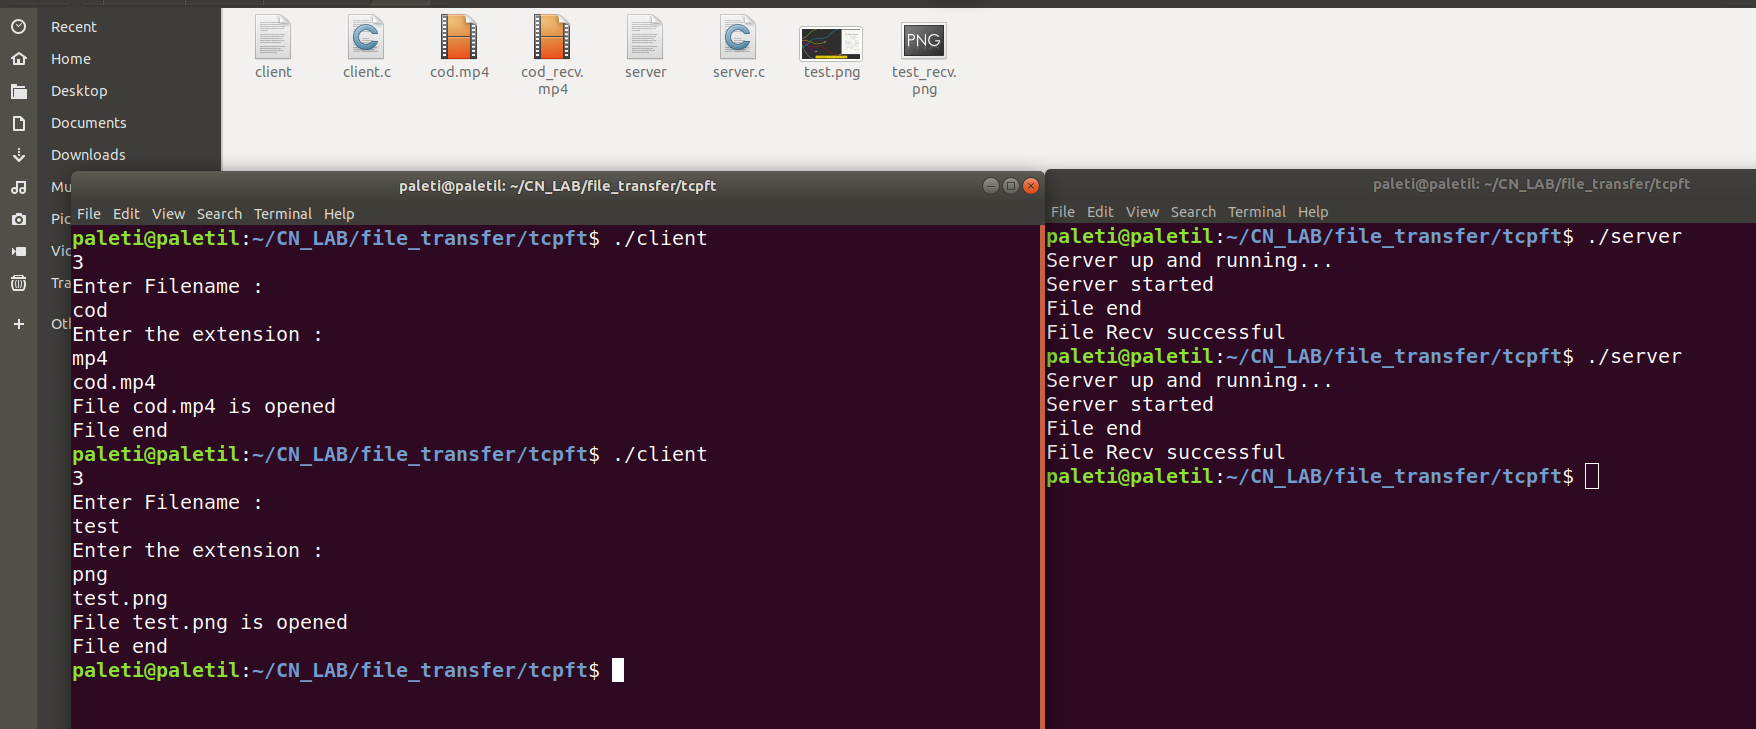 Recent
Home
Desktop
Documents
Downloads
Mu
Pic
Vic
Tra
Oth
client
client.c
cod.mp4
cod_recv.
mp4
server
server.c
test.png
PNG
test_recv.
png
paleti@paletil: ~/CN_LAB/file_transfer/tcpft
File Edit View Search Terminal Help
paleti@paletil:~/CN_LAB/file_transfer/tcpft$ ./client
3
Enter Filename :
cod
Enter the extension :
mp4
cod.mp4
File cod.mp4 is opened
File end
paleti@paletil:~/CN_LAB/file_transfer/tcpft$ ./client
3
Enter Filename :
test
Enter the extension :
png
test.png
File test.png is opened
File end
paleti@paletil:~/CN_LAB/file_transfer/tcpft$
paleti@paletil: ~/CN_LAB/file_transfer/tcpft
File Edit View Search Terminal Help
paleti@paletil:~/CN_LAB/file_transfer/tcpft$ ./server
Server up and running...
Server started
File end
File Recv successful
paleti@paletil:~/CN_LAB/file_transfer/tcpft$ ./server
Server up and running...
Server started
File end
File Recv successful
paleti@paletil:~/CN_LAB/file_transfer/tcpft$